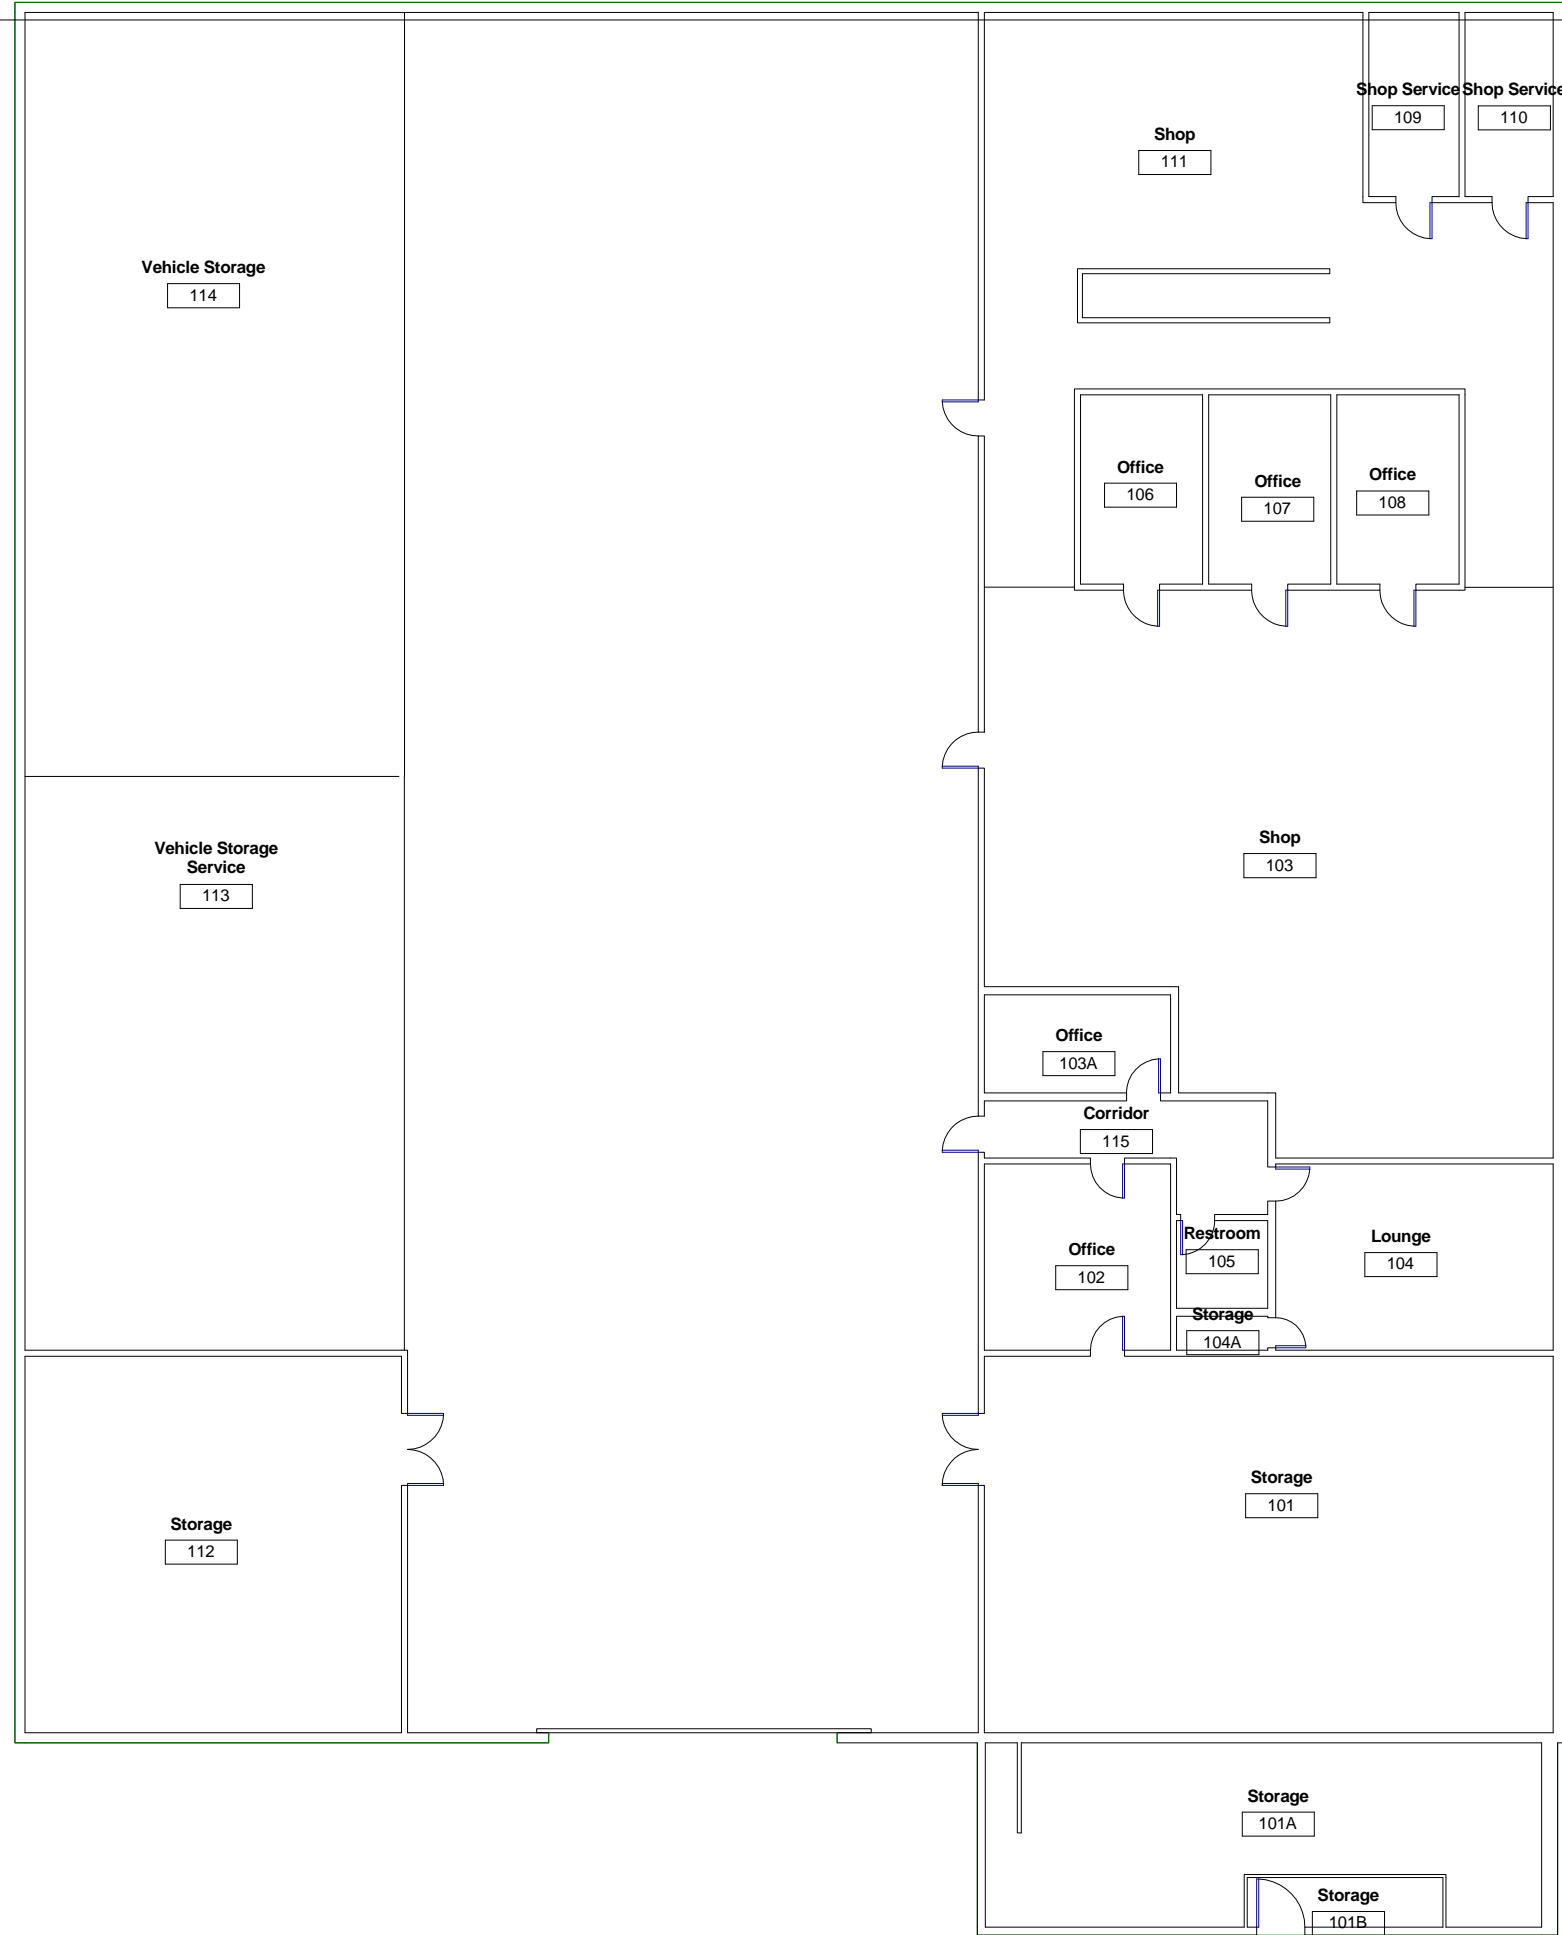 Shop Service
109
Shop Service
110
Shop
111
Vehicle Storage
114
Office
106
Office
107
Office
108
Vehicle Storage
Service
113
Shop
103
Office
103A
Corridor
115
Restroom
105
Lounge
104
Office
102
Storage
104A
Storage
101
Storage
112
Storage
101A
Storage
101B